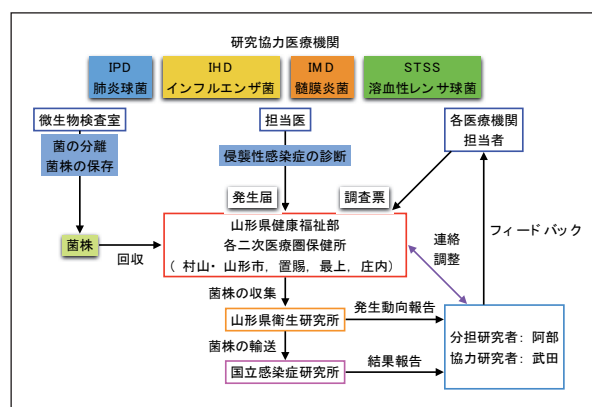 研究協力医療機関
IPD
肺炎球菌
IHD
インフルエンザ菌
IMD
髄膜炎菌
STSS
溶血性レンサ球菌
微生物検査室
担当医
各医療機関
担当者
菌の分離
菌株の保存
侵襲性感染症の診断
発生届
調査票
山形県健康福祉部
各二次医療圏保健所
(村山・山形市,置賜,最上,庄内)
菌株
回収
連絡
調整
フィードバック
菌株の収集
山形県衛生研究所
発生動向報告
菌株の輸送
国立感染症研究所
結果報告
分担研究者:阿部
協力研究者:武田